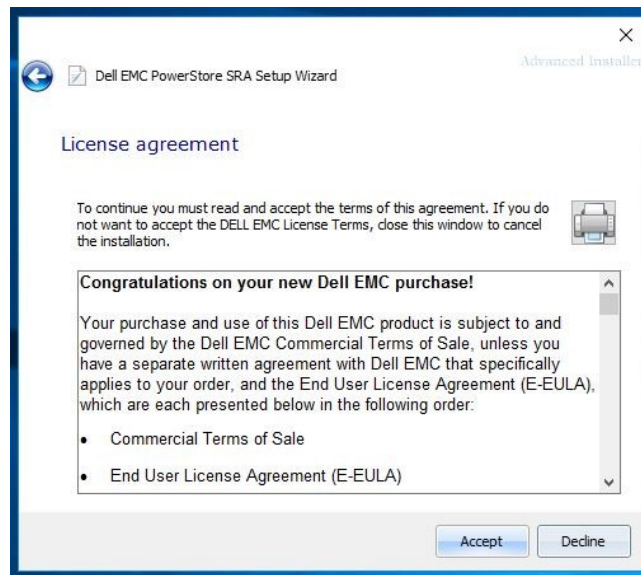 Advanced Installer
Dell EMC PowerStore SRA Setup Wizard
License agreement
To continue you must read and accept the terms of this agreement. If you do
not want to accept the DELL EMC License Terms, close this window to cancel
the installation.
Congratulations on your new Dell EMC purchase!
Your purchase and use of this Dell EMC product is subject to and
governed by the Dell EMC Commercial Terms of Sale, unless you
have a separate written agreement with Dell EMC that specifically
applies to your order, and the End User License Agreement (E-EULA),
which are each presented below in the following order:
• Commercial Terms of Sale
• End User License Agreement (E-EULA)
Accept Decline